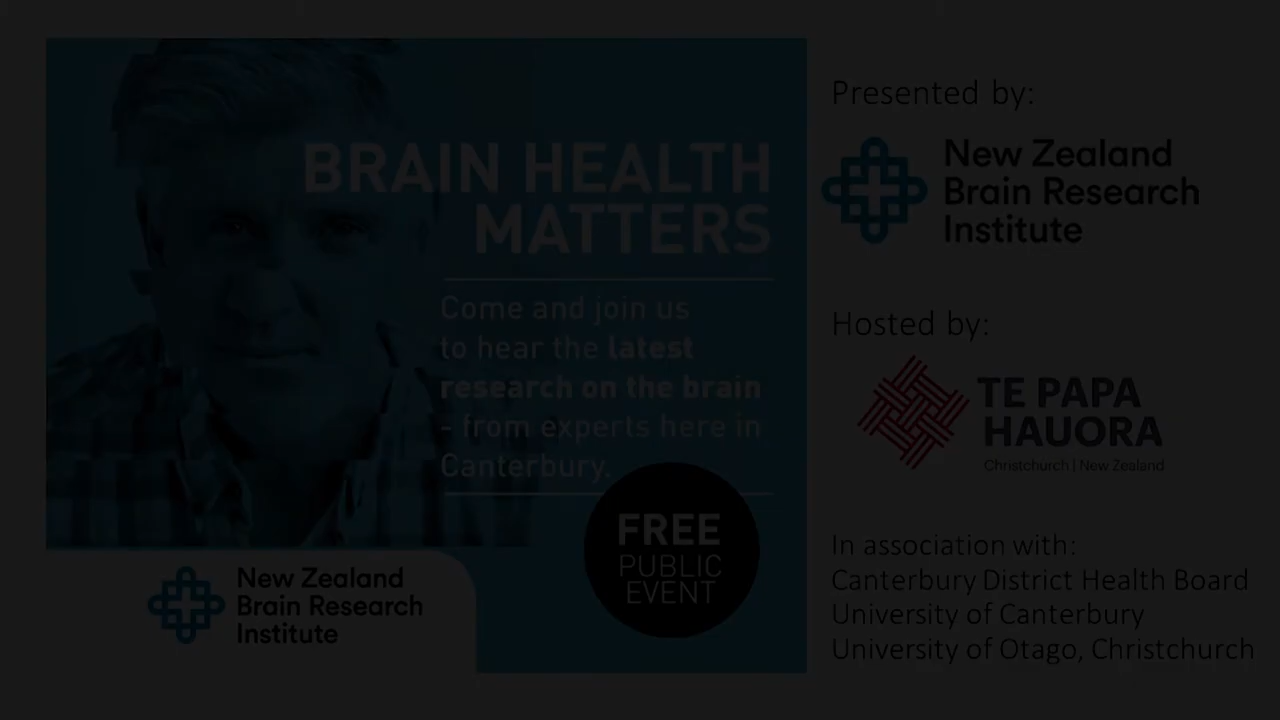 BRAIN HEALTH
MATTERS
Come and join us
to hear the latest
research on the brain
- from experts here in
Canterbury.
FREE
PUBLIC
EVENT
New Zealand
Brain Research
Institute
Presented by:
New Zealand
Brain Research
Institute
Hosted by:
TE PAPA
HAUORA
Christchurch | New Zealand
In association with:
Canterbury District Health Board
University of Canterbury
University of Otago, Christchurch